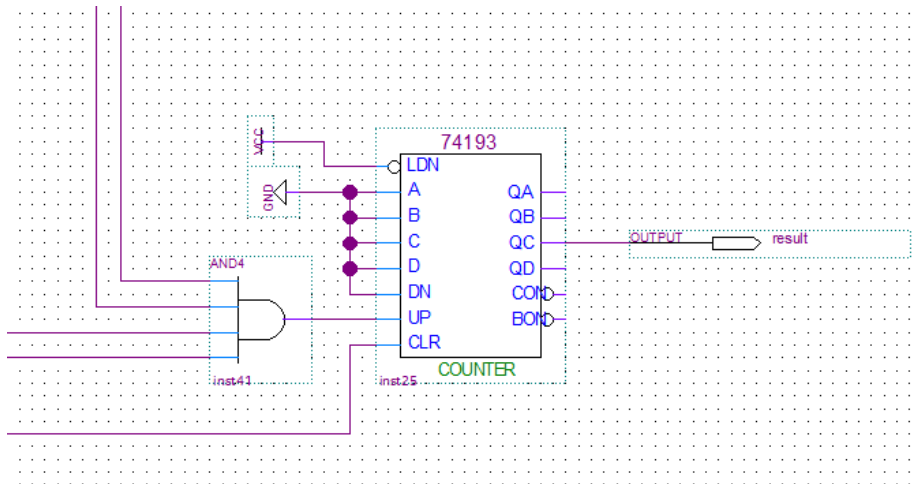 74193
VCC
LDN
GND
A
QA
B
QB
C
QC
OUTPUT
result
D
QD
AND4
DN
CON
UP
BON
CLR
COUNTER
inst41
inst25